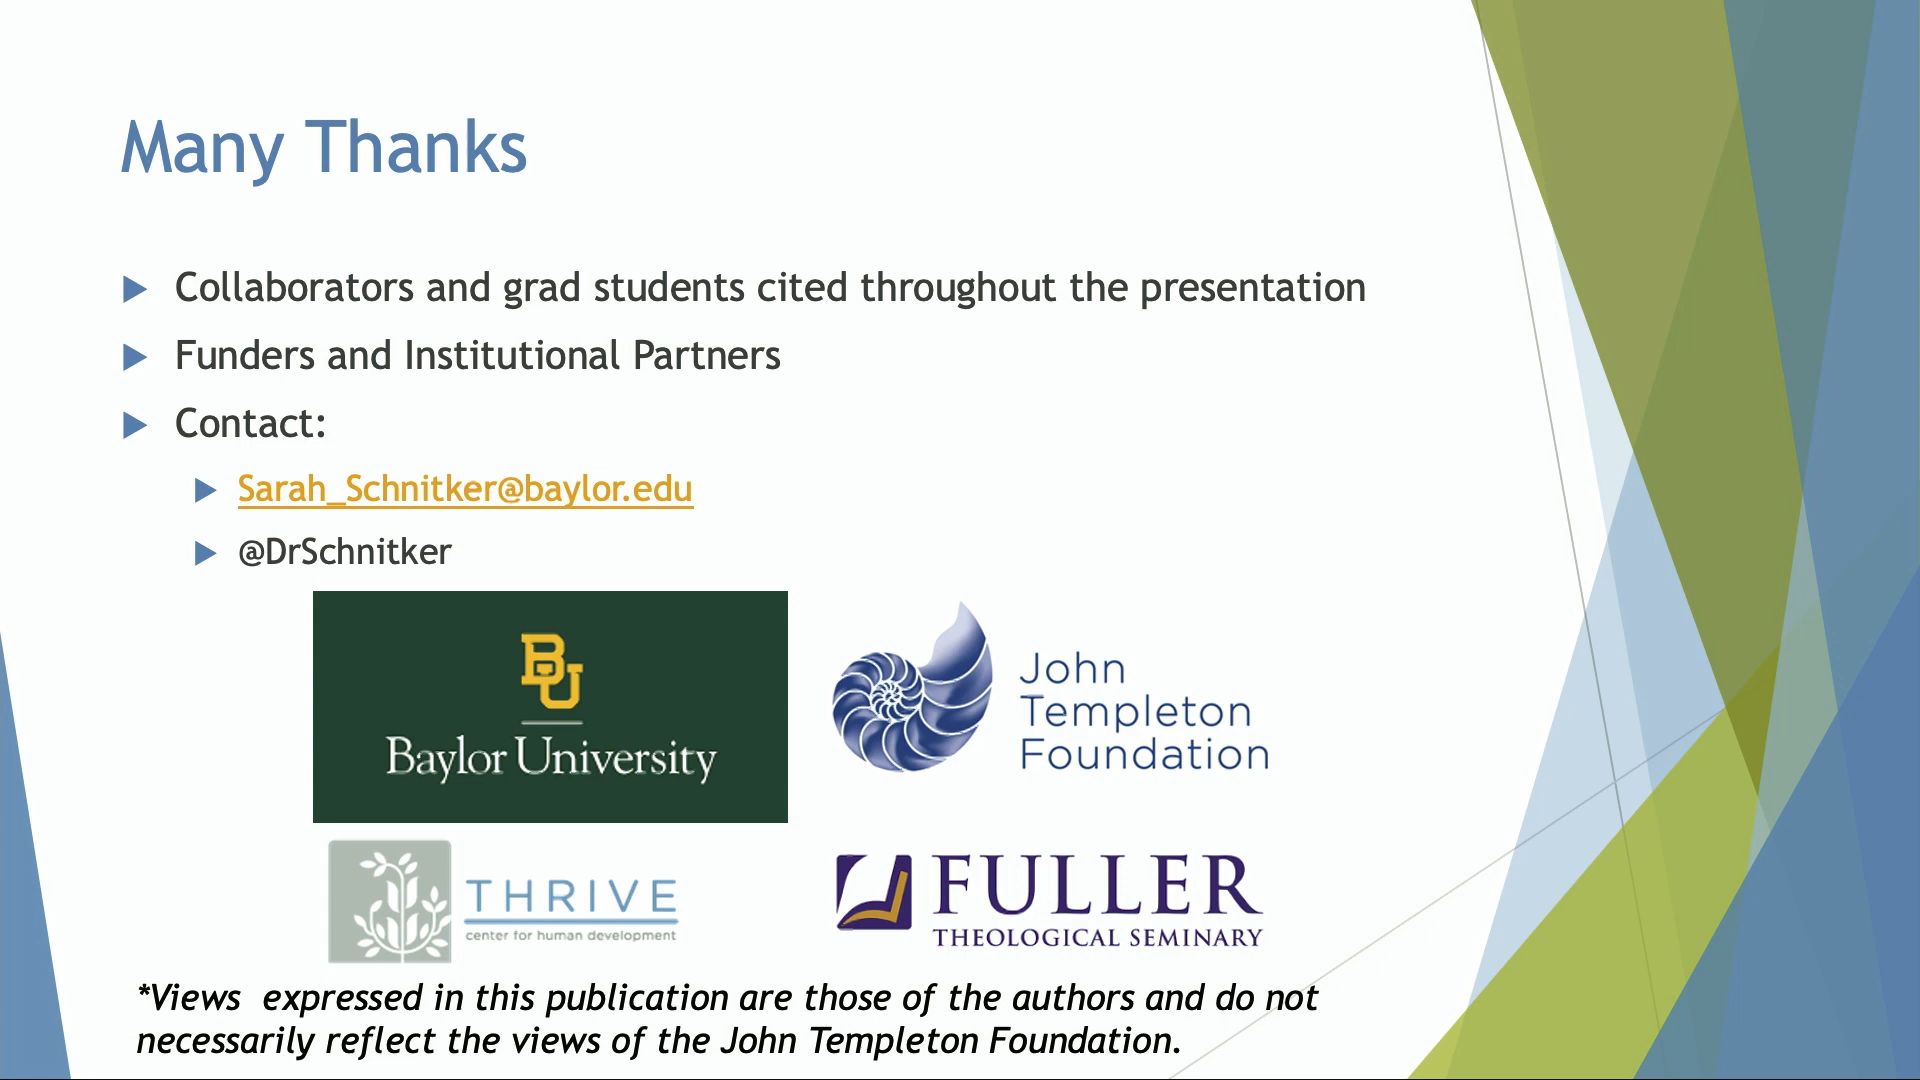 Many Thanks
Collaborators and grad students cited throughout the presentation
Funders and Institutional Partners
Contact:
Sarah_Schnitker@baylor.edu
@DrSchnitker
BU
Baylor University
John
Templeton
Foundation
THRIVE
center for human development
FULLER
THEOLOGICAL SEMINARY
*Views  expressed in this publication are those of the authors and do not
necessarily reflect the views of the John Templeton Foundation.